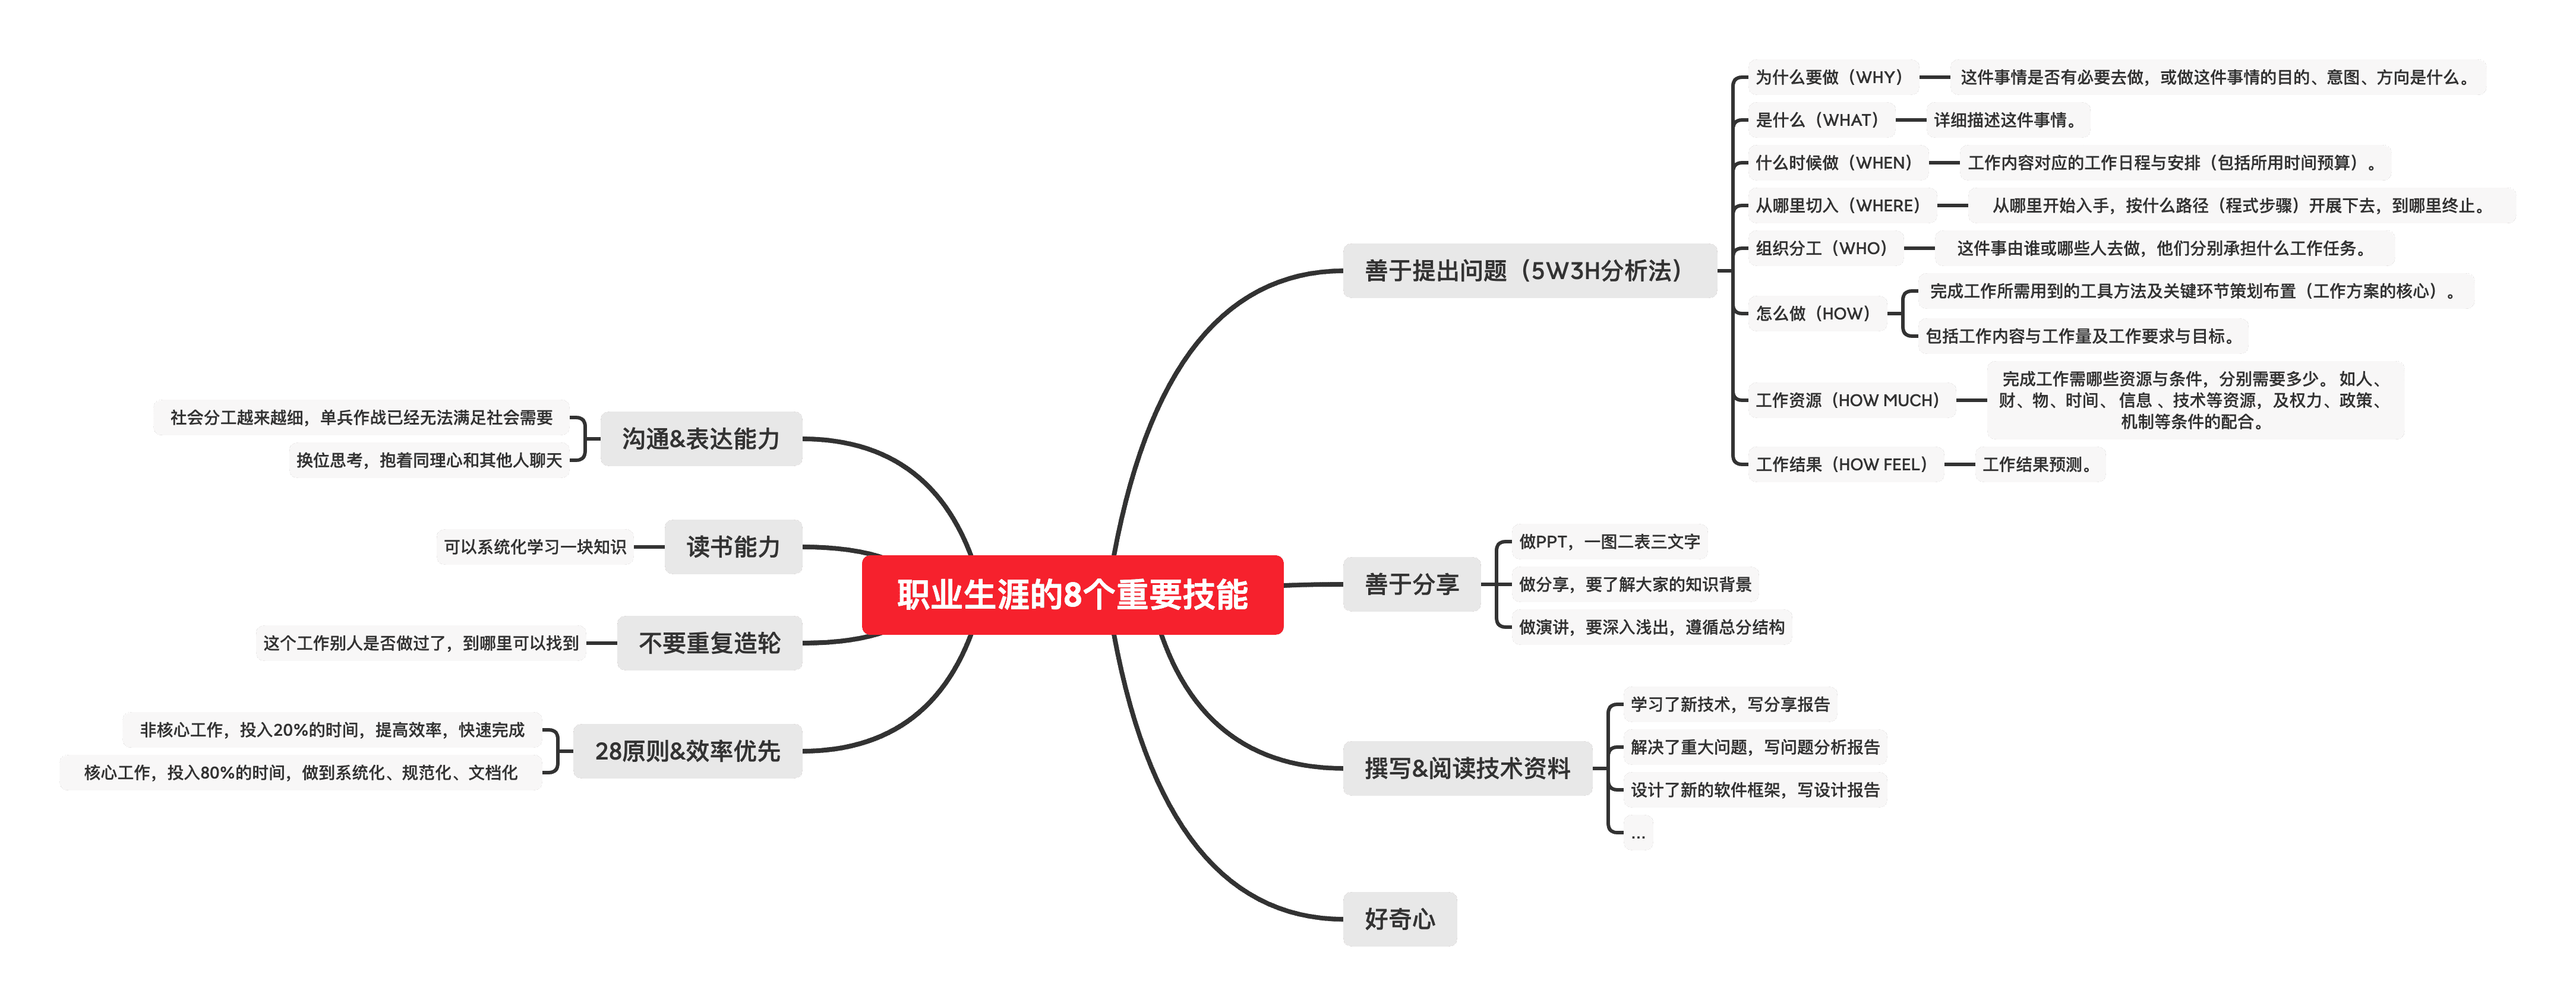 职业生涯的8个重要技能
善于提出问题（5W3H分析法）
为什么要做（WHY）
这件事情是否有必要去做，或做这件事情的目的、意图、方向是什么。
是什么（WHAT）
详细描述这件事情。
什么时候做（WHEN）
工作内容对应的工作日程与安排（包括所用时间预算）。
从哪里切入（WHERE）
从哪里开始入手，按什么路径（程式步骤）开展下去，到哪里终止。
组织分工（WHO）
这件事由谁或哪些人去做，他们分别承担什么工作任务。
怎么做（HOW）
完成工作所需用到的工具方法及关键环节策划布置（工作方案的核心）。
包括工作内容与工作量及工作要求与目标。
工作资源（HOW MUCH）
完成工作需哪些资源与条件，分别需要多少。 如人、
财、物、时间、 信息 、技术等资源，及权力、政策、
机制等条件的配合。
工作结果（HOW FEEL）
工作结果预测。
善于分享
做PPT，一图二表三文字
做分享，要了解大家的知识背景
做演讲，要深入浅出，遵循总分结构
撰写&阅读技术资料
学习了新技术，写分享报告
解决了重大问题，写问题分析报告
设计了新的软件框架，写设计报告
...
好奇心
沟通&表达能力
社会分工越来越细，单兵作战已经无法满足社会需要
换位思考，抱着同理心和其他人聊天
读书能力
可以系统化学习一块知识
不要重复造轮
这个工作别人是否做过了，到哪里可以找到
28原则&效率优先
非核心工作，投入20%的时间，提高效率，快速完成
核心工作，投入80%的时间，做到系统化、规范化、文档化